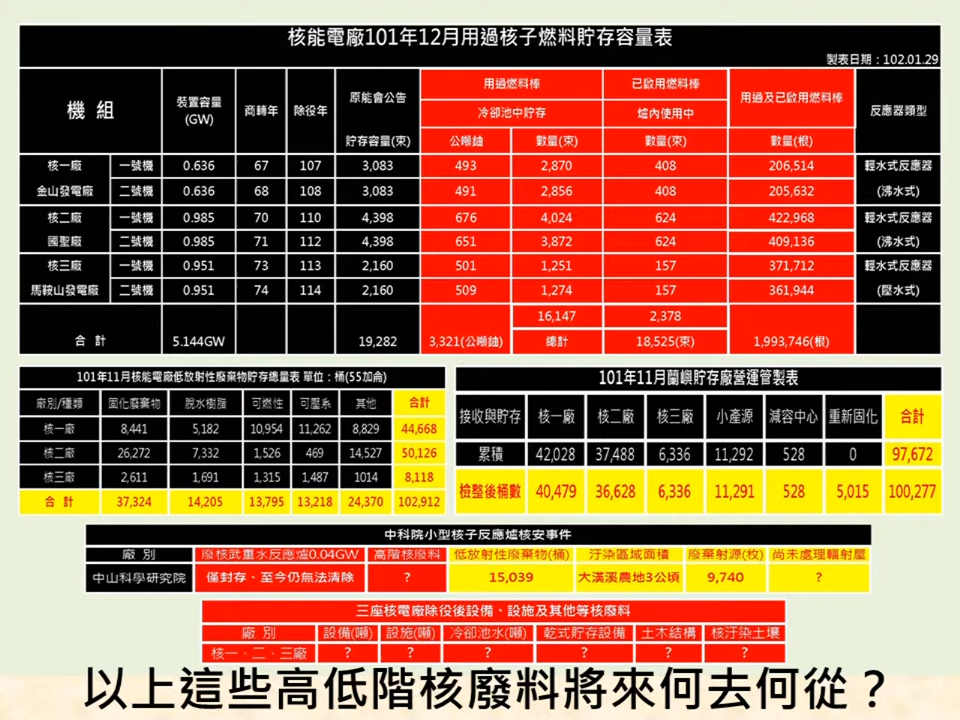 核能電廠101年12月用過核子燃料貯存容量表
製表日期：102.01.29
機 組 裝置容量(GW) 商轉年 除役年 原能會公告 貯存容量(束) 用過燃料棒 已啟用燃料棒 用過及已啟用燃料棒 反應器類型
冷卻池中貯存 爐內使用中
公噸鈾 數量(束) 數量(束) 數量(根)
核一廠 一號機 0.636 67 107 3,083 493 2,870 408 206,514 輕水式反應器
金山發電廠 二號機 0.636 68 108 3,083 491 2,856 408 205,632 (沸水式)
核二廠 一號機 0.985 70 110 4,398 676 4,024 624 422,968 輕水式反應器
國聖電廠 二號機 0.985 71 112 4,398 651 3,872 624 409,136 (沸水式)
核三廠 一號機 0.951 73 113 2,160 501 1,251 157 371,712 輕水式反應器
馬鞍山發電廠 二號機 0.951 74 114 2,160 509 1,274 157 361,944 (壓水式)
16,147 2,378
合 計 5.144GW 19,282 3,321(公噸鈾) 總計 18,525(束) 1,993,746(根)
101年11月核能電廠低放射性廢棄物貯存總量表 單位：桶(55加侖)
廠別/種類 固化廢棄物 脫水樹脂 可燃性 可壓系 其他 合計
核一廠 8,441 5,182 10,954 11,262 8,829 44,668
核二廠 26,272 7,332 1,526 469 14,527 50,126
核三廠 2,611 1,691 1,315 1,487 1014 8,118
合 計 37,324 14,205 13,795 13,218 24,370 102,912
101年11月蘭嶼貯存廠營運管製表
接收與貯存 核一廠 核二廠 核三廠 小產源 減容中心 重新固化 合計
累積 42,028 37,488 6,336 11,292 528 0 97,672
檢整後桶數 40,479 36,628 6,336 11,291 528 5,015 100,277
中科院小型核子反應爐核安事件
廠 別 廢核武重水反應爐0.04GW 高階核廢料 低放射性廢棄物(桶) 汙染區域面積 廢棄射源(枚) 尚未處理輻射屋
中山科學研究院 僅封存、至今仍無法清除 ? 15,039 大漢溪農地3公頃 9,740 ?
三座核電廠除役後設備、設施及其他等核廢料
廠 別 設備(噸) 設施(噸) 冷卻池水(噸) 乾式貯存設備 土木結構 核汙染土壤
核一、二、三廠 ? ? ? ? ? ?
以上這些高低階核廢料將來何去何從？